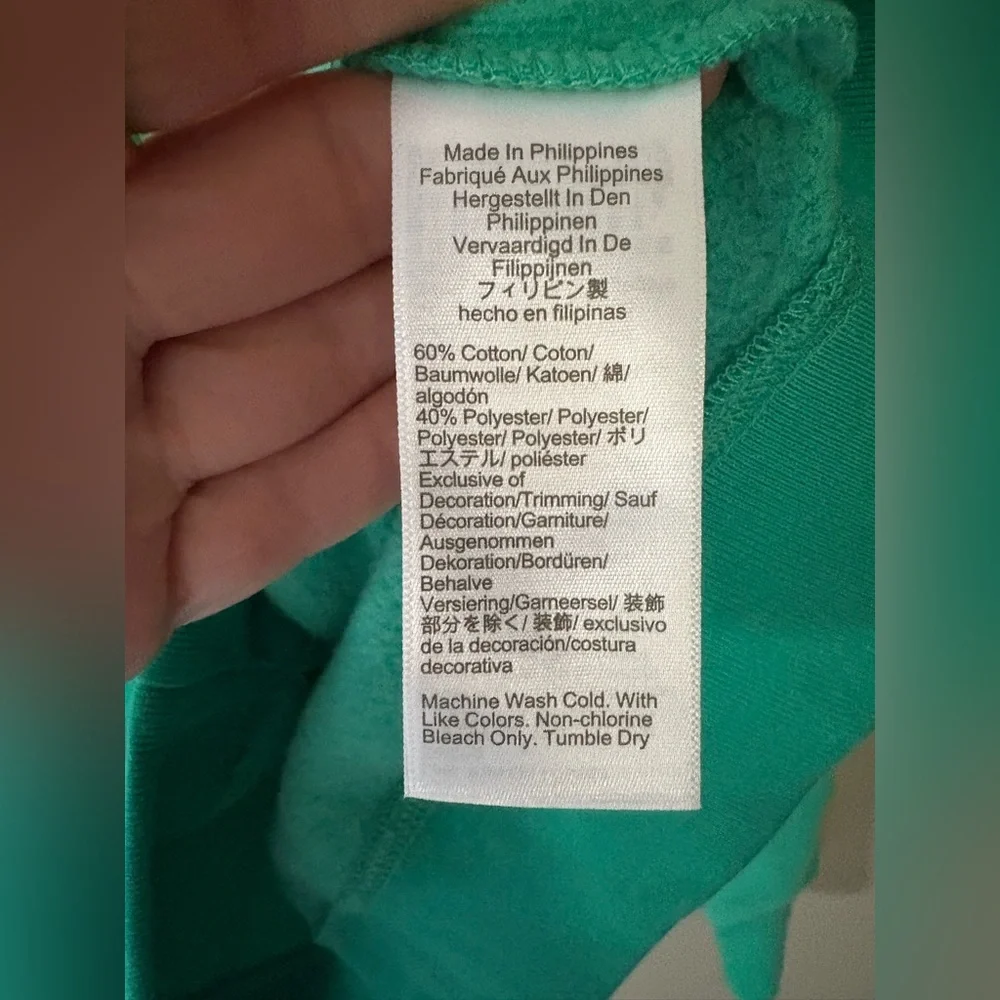 Made In Philippines
Fabriqué Aux Philippines
Hergestellt In Den
Philippinen
Vervaardigd In De
Filippijnen
フィリピン製
hecho en filipinas
60% Cotton/ Coton/
Baumwolle/ Katoen/ 綿/
algodón
40% Polyester/ Polyester/
Polyester/ Polyester/ ポリ
エステル/ poliéster
Exclusive of
Decoration/Trimming/ Sauf
Décoration/Garniture/
Ausgenommen
Dekoration/Bordüren/
Behalve
Versiering/Garneersel/ 装飾
部分を除く/ 装飾/ exclusivo
de la decoración/costura
decorativa
Machine Wash Cold. With
Like Colors. Non-chlorine
Bleach Only. Tumble Dry